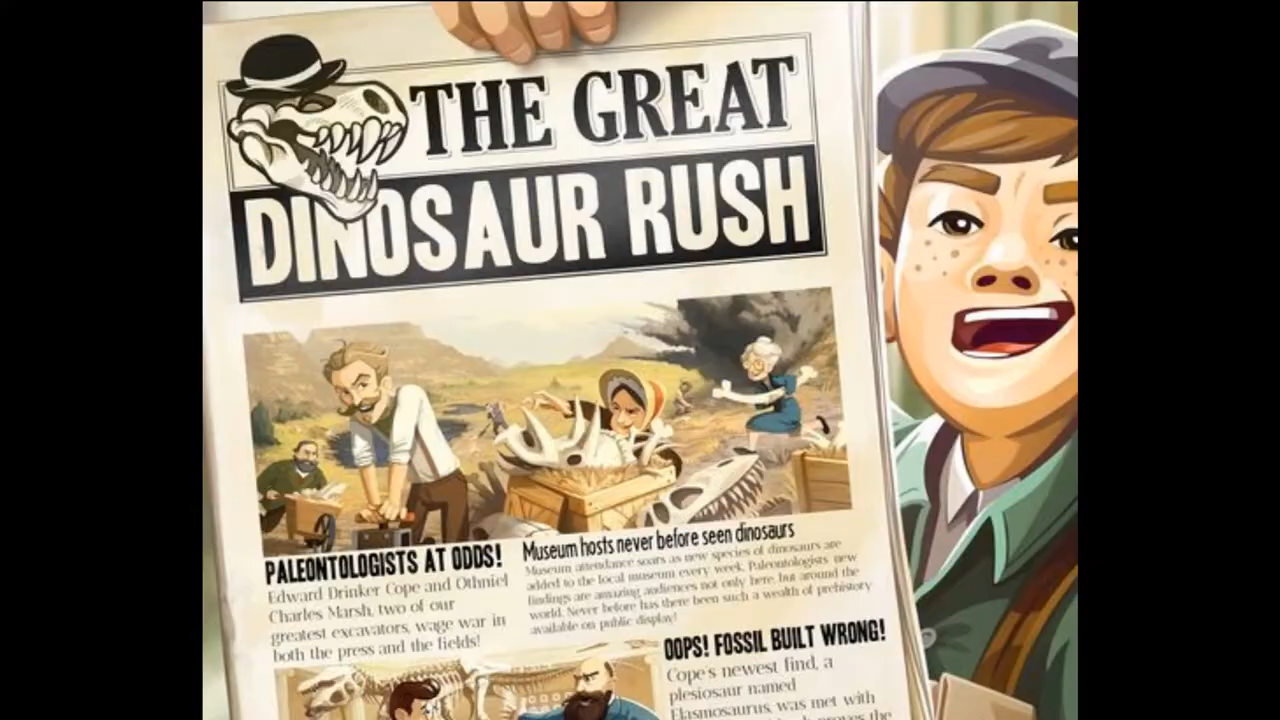 THE GREAT
DINOSAUR RUSH
PALEONTOLOGISTS AT ODDS!
Edward Drinker Cope and Othniel
Charles Marsh, two of our
greatest excavators, wage war in
both the press and the fields!
Museum hosts never before seen dinosaurs
Museum attendance soars as new species of dinosaurs are
added to the local museum every week. Paleontologists new
findings are amazing audiences not only here, but around the
world. Never before has there been such a wealth of prehistory
available on public display!
OOPS! FOSSIL BUILT WRONG!
Cope's newest find, a
plesiosaur named
Elasmosaurus, was met with
proves the